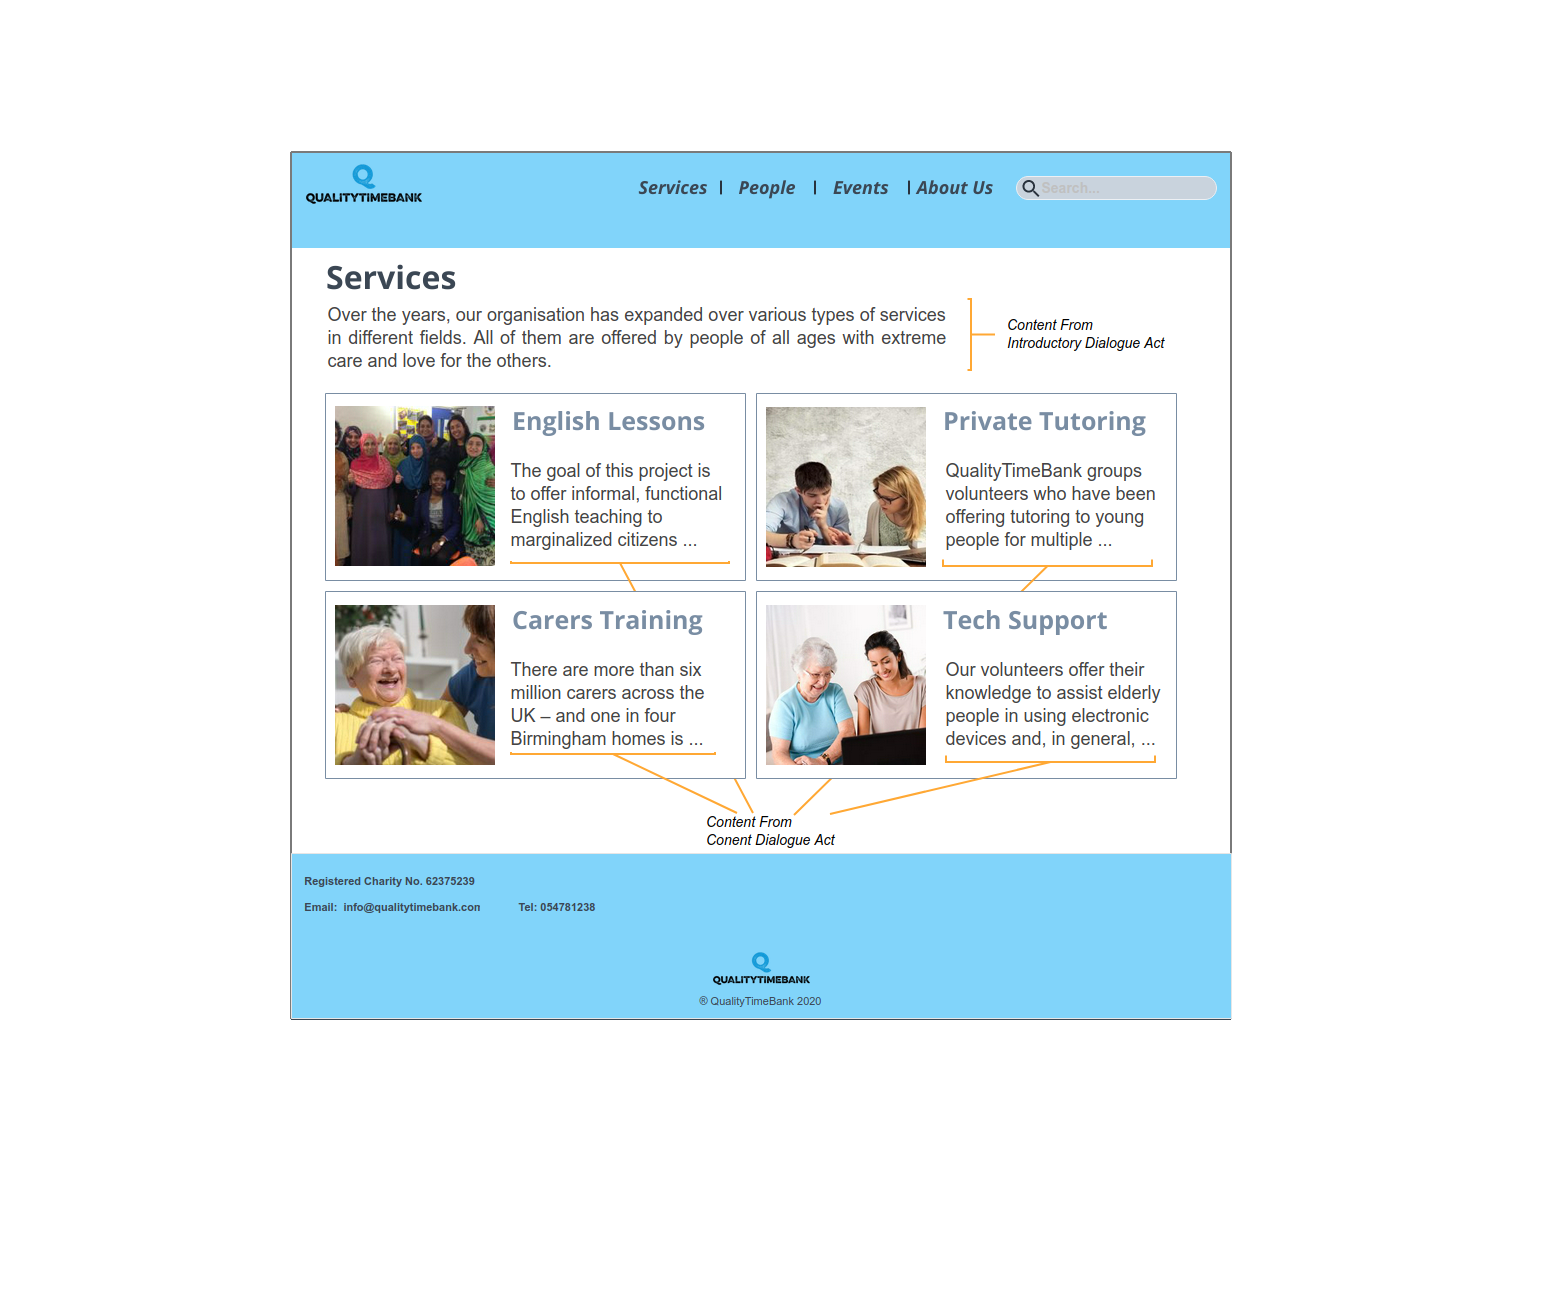 QUALITYTIMEBANK
Services | People | Events | About Us
Search...
Services
Over the years, our organisation has expanded over various types of services
in different fields. All of them are offered by people of all ages with extreme
care and love for the others.
Content From
Introductory Dialogue Act
English Lessons
The goal of this project is
to offer informal, functional
English teaching to
marginalized citizens ...
Private Tutoring
QualityTimeBank groups
volunteers who have been
offering tutoring to young
people for multiple ...
Carers Training
There are more than six
million carers across the
UK – and one in four
Birmingham homes is ...
Tech Support
Our volunteers offer their
knowledge to assist elderly
people in using electronic
devices and, in general, ...
Content From
Conent Dialogue Act
Registered Charity No. 62375239
Email: info@qualitytimebank.con Tel: 054781238
QUALITYTIMEBANK
® QualityTimeBank 2020